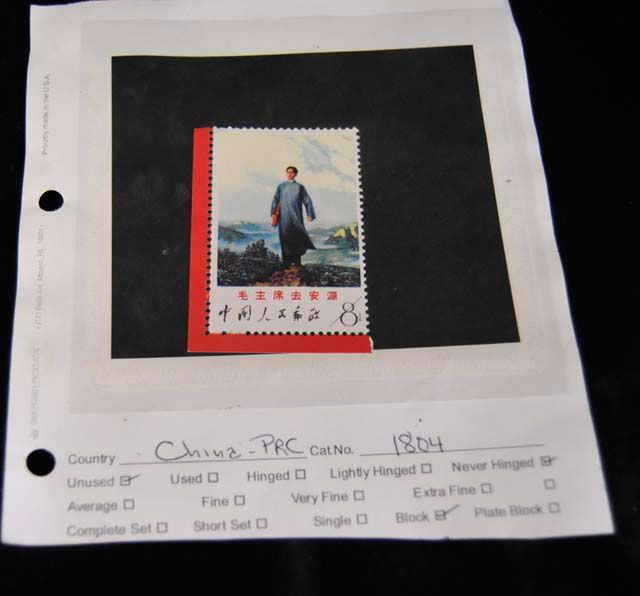 Proudly made in the U.S.A.
毛主席去安源
中国人民邮政 8
Country China - PRC Cat.No. 1804
Unused ☑ Used ☐ Hinged ☐ Lightly Hinged ☐ Never Hinged ☑
Average ☐ Fine ☐ Very Fine ☐ Extra Fine ☐ ☐
Complete Set ☐ Short Set ☐ Single ☐ Block ☑ Plate Block ☐